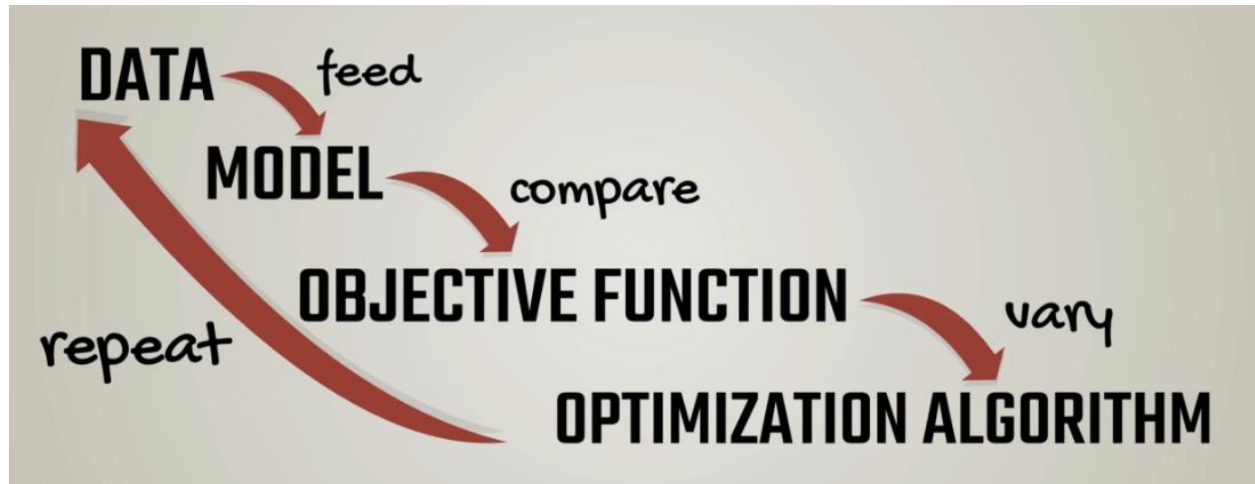 DATA
feed
MODEL
compare
OBJECTIVE FUNCTION
vary
repeat
OPTIMIZATION ALGORITHM